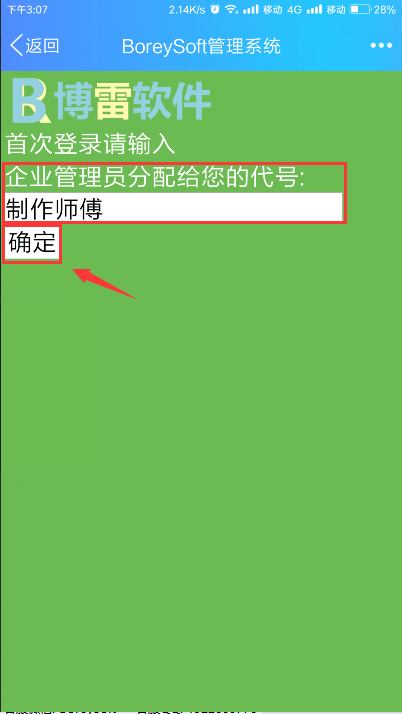 下午3:07 2.14K/s 移动 4G 移动 28%
返回 BoreySoft管理系统
博雷软件
首次登录请输入
企业管理员分配给您的代号:
制作师傅
确定